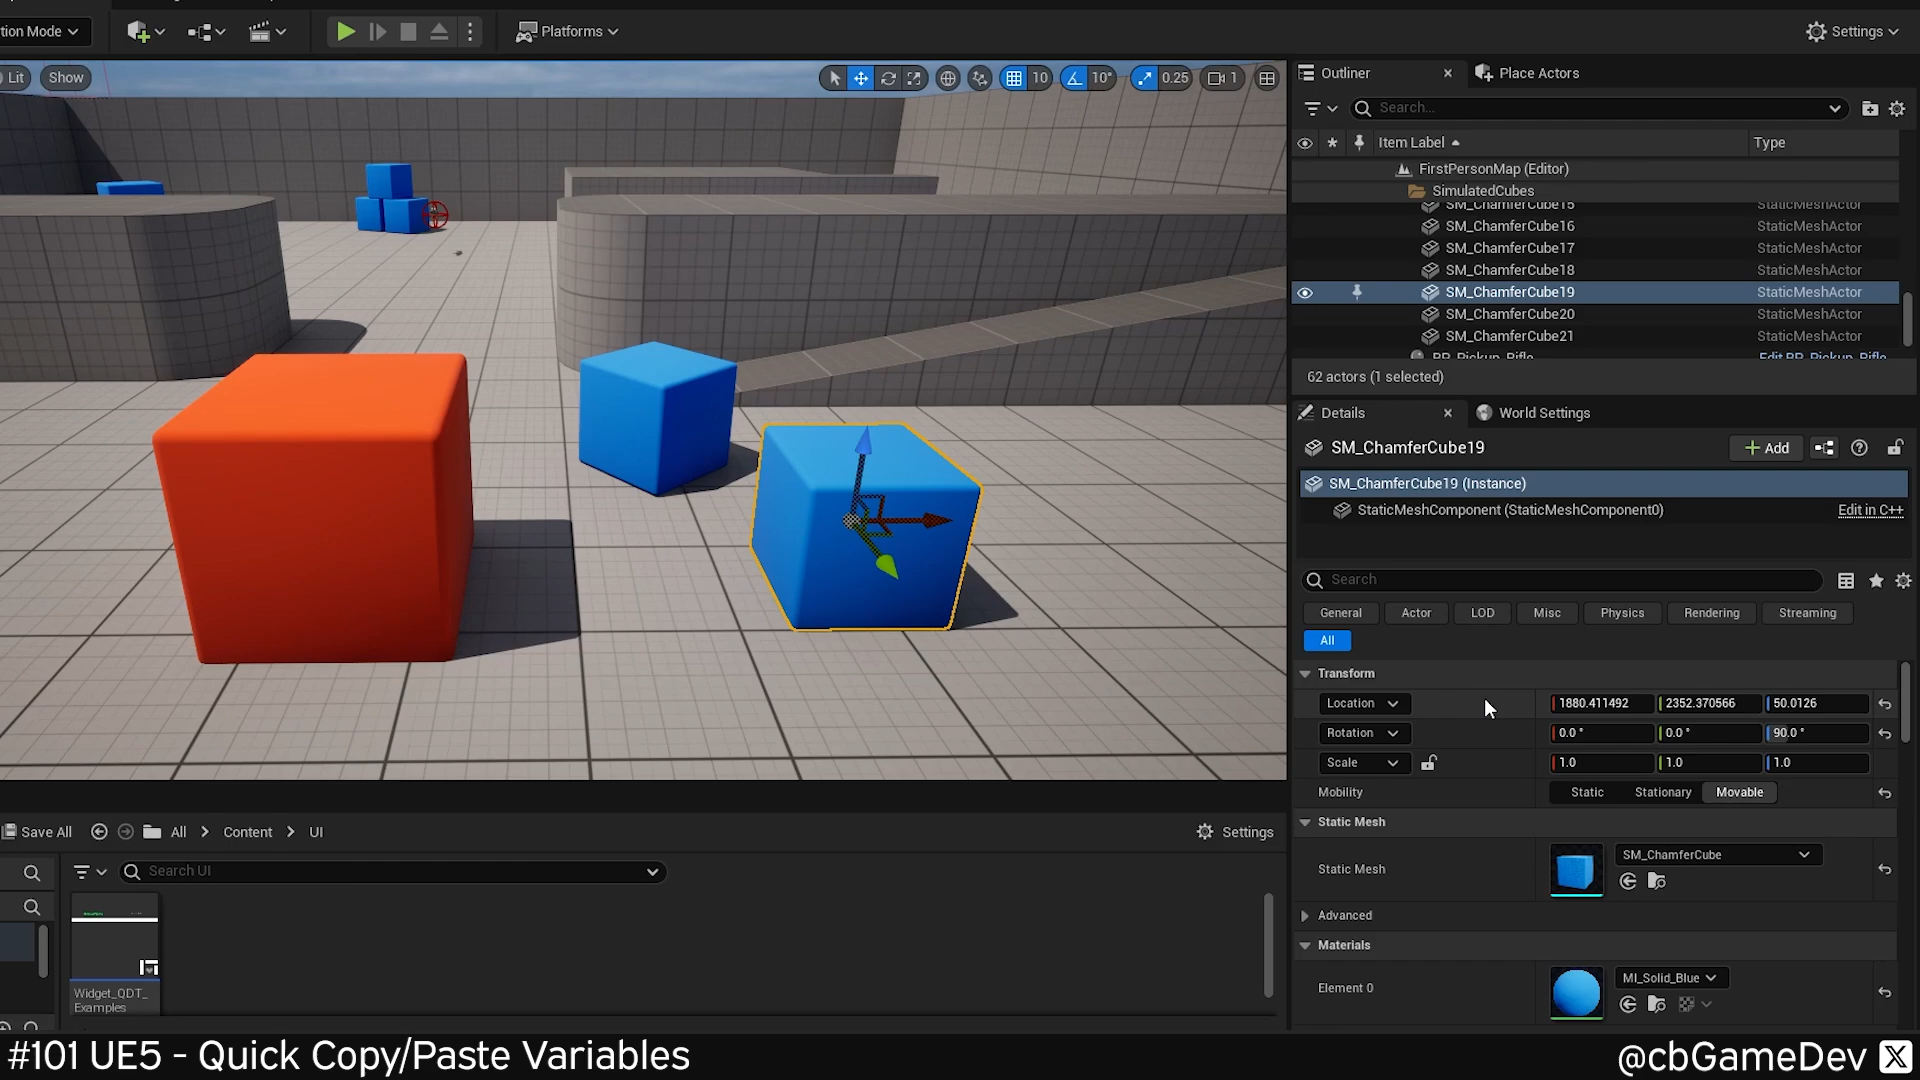 tion Mode
Platforms
Settings
Lit
Show
10
10°
0.25
1
Outliner
Place Actors
Search...
Item Label
Type
FirstPersonMap (Editor)
SimulatedCubes
SM_ChamferCube15
StaticMeshActor
SM_ChamferCube16
StaticMeshActor
SM_ChamferCube17
StaticMeshActor
SM_ChamferCube18
StaticMeshActor
SM_ChamferCube19
StaticMeshActor
SM_ChamferCube20
StaticMeshActor
SM_ChamferCube21
StaticMeshActor
BP_Pickup_Rifle
Edit BP_Pickup_Rifle
62 actors (1 selected)
Details
World Settings
SM_ChamferCube19
Add
SM_ChamferCube19 (Instance)
StaticMeshComponent (StaticMeshComponent0)
Edit in C++
Search
General
Actor
LOD
Misc
Physics
Rendering
Streaming
All
Transform
Location
1880.411492
2352.370566
50.0126
Rotation
0.0 °
0.0 °
90.0 °
Scale
1.0
1.0
1.0
Mobility
Static
Stationary
Movable
Static Mesh
Static Mesh
SM_ChamferCube
Advanced
Materials
Element 0
MI_Solid_Blue
Save All
All
Content
UI
Settings
Search UI
Widget_QDT_
Examples
#101 UE5 - Quick Copy/Paste Variables
@cbGameDev X